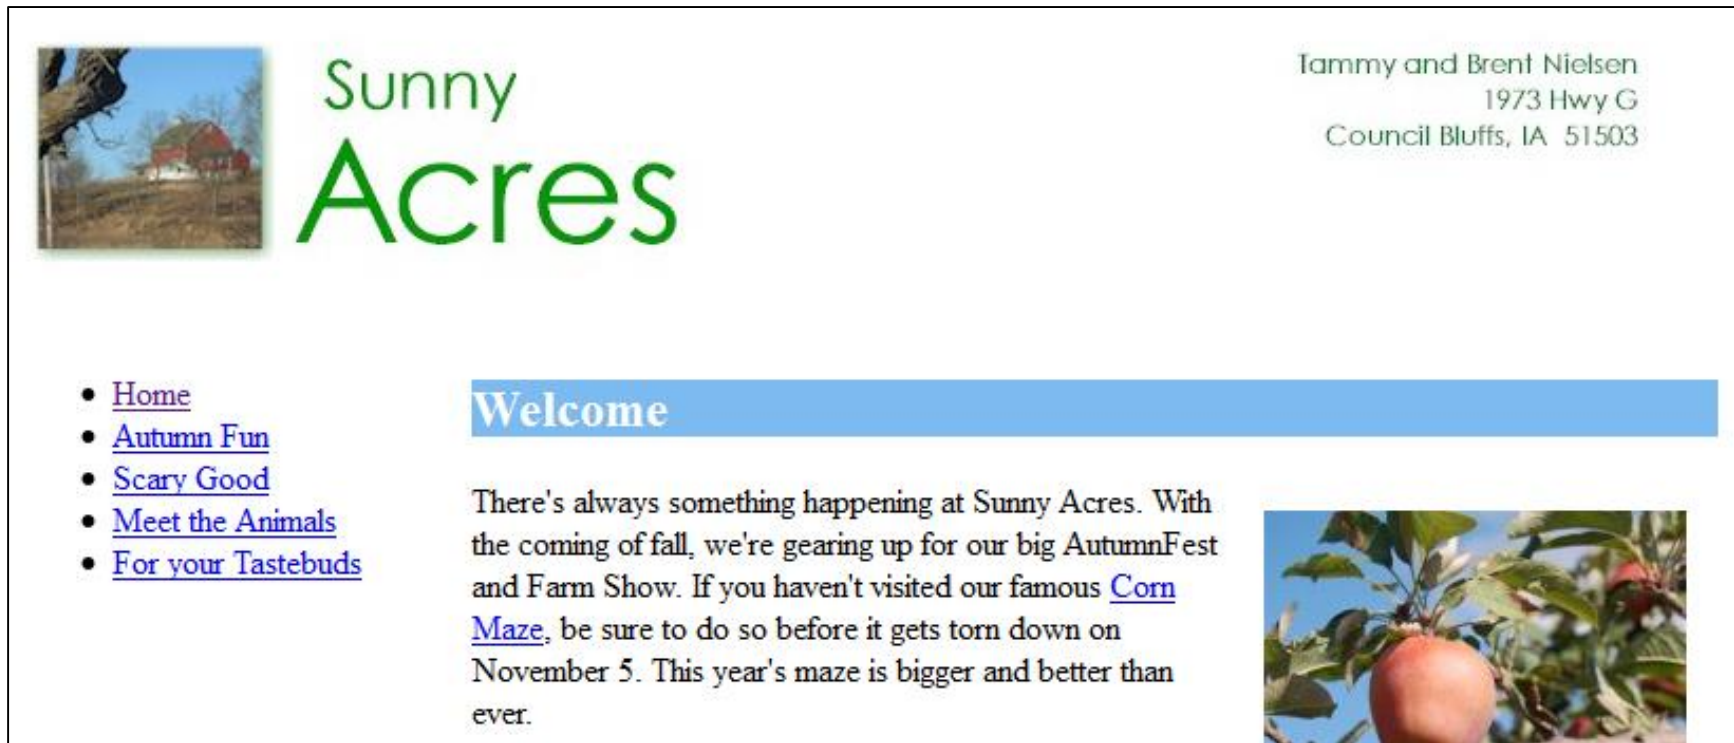 Sunny
Acres
Tammy and Brent Nielsen
1973 Hwy G
Council Bluffs, IA 51503
Home
Autumn Fun
Scary Good
Meet the Animals
For your Tastebuds
Welcome
There's always something happening at Sunny Acres. With
the coming of fall, we're gearing up for our big AutumnFest
and Farm Show. If you haven't visited our famous Corn
Maze, be sure to do so before it gets torn down on
November 5. This year's maze is bigger and better than
ever.